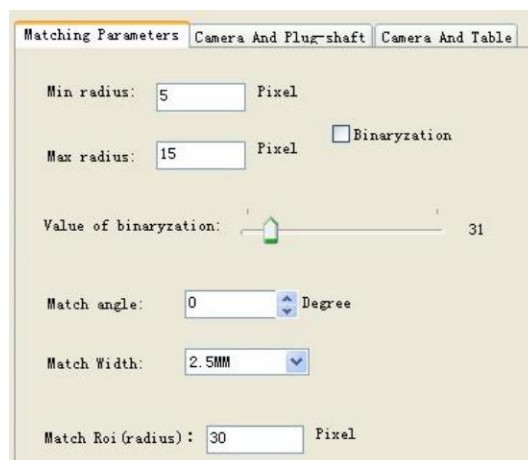 Matching Parameters Camera And Plug-shaft Camera And Table
Min radius: 5 Pixel
Binaryzation
Max radius: 15 Pixel
Value of binaryzation: 31
Match angle: 0 Degree
Match Width: 2.5MM
Match Roi(radius): 30 Pixel